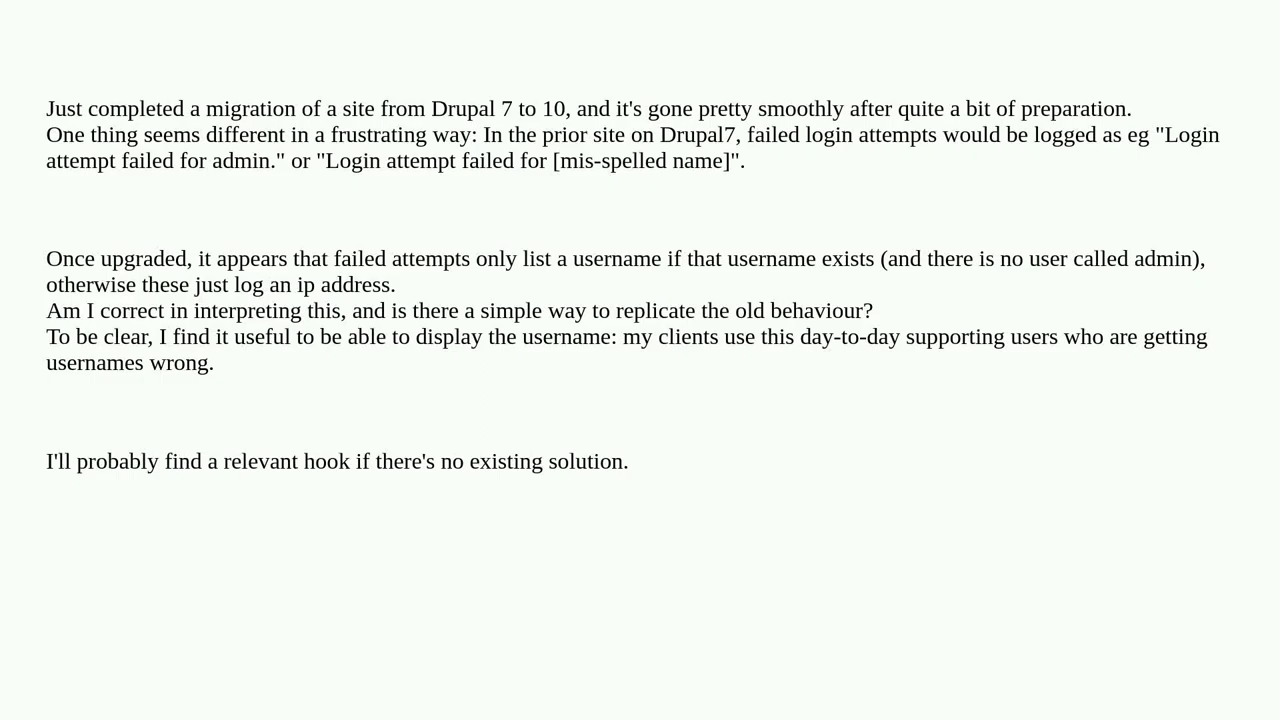 Just completed a migration of a site from Drupal 7 to 10, and it's gone pretty smoothly after quite a bit of preparation.
One thing seems different in a frustrating way: In the prior site on Drupal7, failed login attempts would be logged as eg "Login
attempt failed for admin." or "Login attempt failed for [mis-spelled name]".
Once upgraded, it appears that failed attempts only list a username if that username exists (and there is no user called admin),
otherwise these just log an ip address.
Am I correct in interpreting this, and is there a simple way to replicate the old behaviour?
To be clear, I find it useful to be able to display the username: my clients use this day-to-day supporting users who are getting
usernames wrong.
I'll probably find a relevant hook if there's no existing solution.